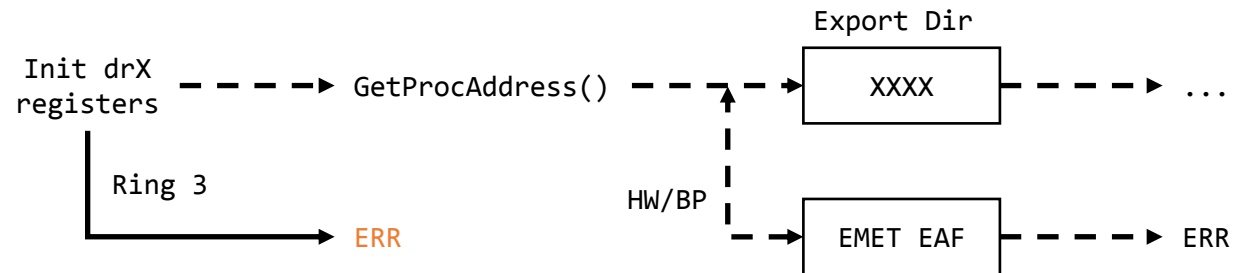 Export Dir
Init drX
registers
GetProcAddress()
XXXX
...
Ring 3
HW/BP
ERR
EMET EAF
ERR